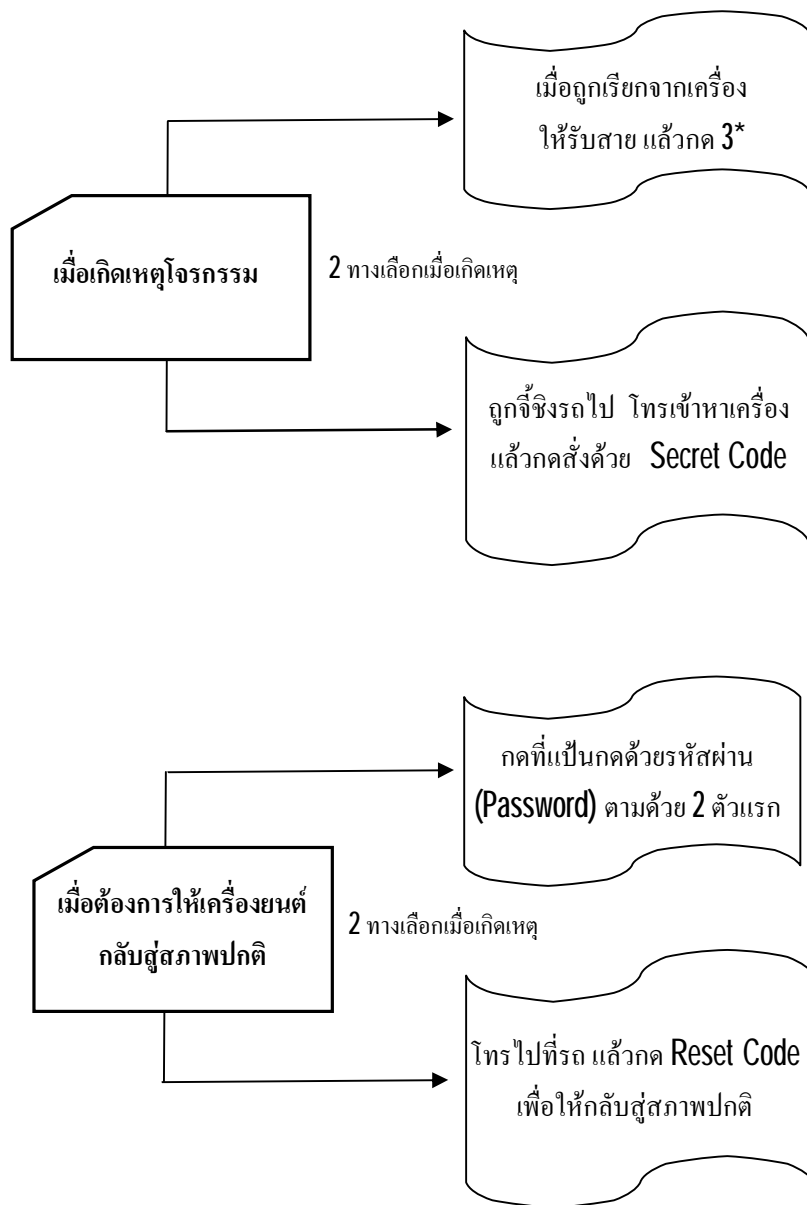 เมื่อถูกเรียกจากเครื่อง
ให้รับสาย แล้วกด 3*
เมื่อเกิดเหตุโจรกรรม
2 ทางเลือกเมื่อเกิดเหตุ
ถูกจี้ชิงรถไป โทรเข้าหาเครื่อง
แล้วกดสั่งด้วย Secret Code
กดที่แป้นกดด้วยรหัสผ่าน
(Password) ตามด้วย 2 ตัวแรก
เมื่อต้องการให้เครื่องยนต์
กลับสู่สภาพปกติ
2 ทางเลือกเมื่อเกิดเหตุ
โทรไปที่รถ แล้วกด Reset Code
เพื่อให้กลับสู่สภาพปกติ